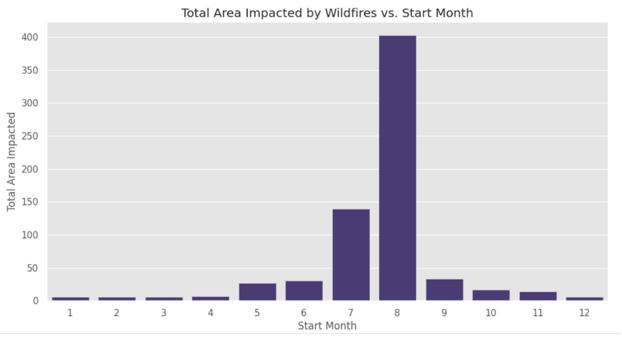 Total Area Impacted by Wildfires vs. Start Month
400
350
300
250
200
150
100
50
0
Total Area Impacted
1 2 3 4 5 6 7 8 9 10 11 12
Start Month